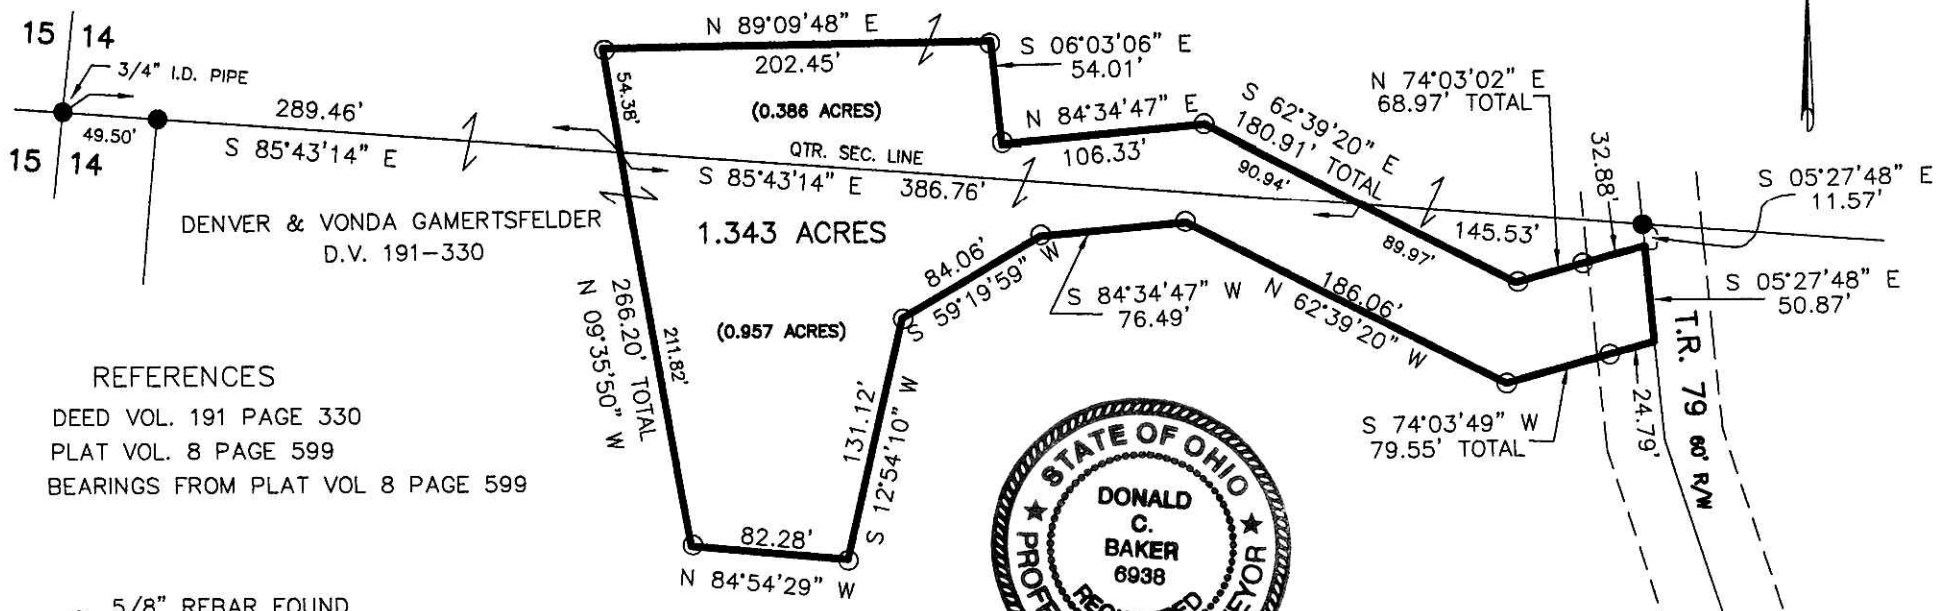 15 14
3/4" I.D. PIPE
49.50'
15 14
289.46'
S 85°43'14" E
N 89°09'48" E
202.45'
(0.386 ACRES)
54.38'
S 06°03'06" E
54.01'
N 84°34'47" E
106.33'
QTR. SEC. LINE
S 85°43'14" E 386.76'
S 62°39'20" E
180.91' TOTAL
90.94'
89.97'
145.53'
N 74°03'02" E
68.97' TOTAL
32.88'
S 05°27'48" E
11.57'
S 05°27'48" E
50.87'
DENVER & VONDA GAMERTSFELDER
D.V. 191-330
1.343 ACRES
84.06'
S 59°19'59" W
S 84°34'47" W
76.49'
186.06'
N 62°39'20" W
(0.957 ACRES)
266.20' TOTAL
N 09°35'50" W
211.82'
131.12'
S 12°54'10" W
82.28'
N 84°54'29" W
S 74°03'49" W
79.55' TOTAL
24.79'
T.R. 79 60' R/W
REFERENCES
DEED VOL. 191 PAGE 330
PLAT VOL. 8 PAGE 599
BEARINGS FROM PLAT VOL 8 PAGE 599
5/8" REBAR FOUND
STATE OF OHIO
DONALD
C.
BAKER
6938